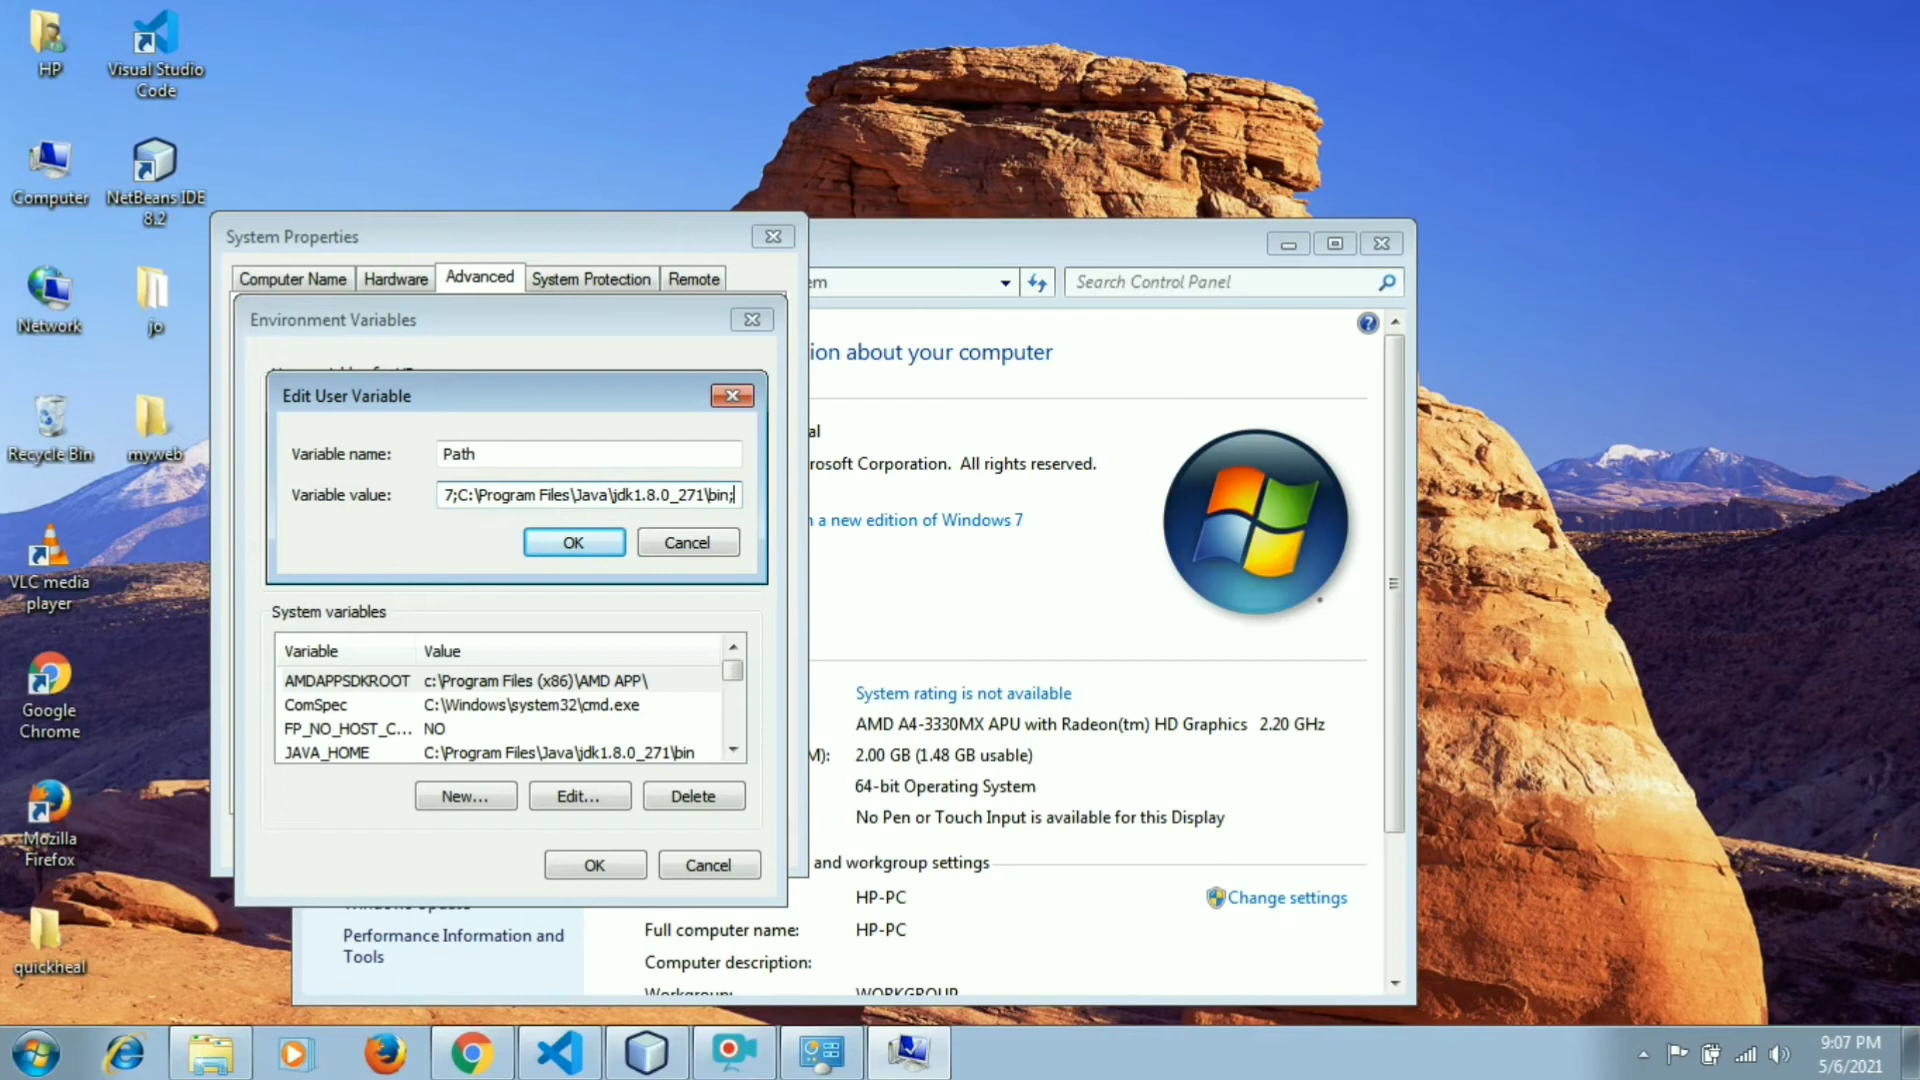 HP
Visual Studio
Code
Computer
NetBeans IDE
8.2
Network
jo
Recycle Bin
myweb
VLC media
player
Google
Chrome
Mozilla
Firefox
quickheal
System Properties
Computer Name
Hardware
Advanced
System Protection
Remote
Environment Variables
Edit User Variable
Variable name:
Path
Variable value:
7;C:\Program Files\Java\jdk1.8.0_271\bin;
OK
Cancel
System variables
Variable
Value
AMDAPPSDKROOT
c:\Program Files (x86)\AMD APP\
ComSpec
C:\Windows\system32\cmd.exe
FP_NO_HOST_C...
NO
JAVA_HOME
C:\Program Files\Java\jdk1.8.0_271\bin
New...
Edit...
Delete
OK
Cancel
em
Search Control Panel
ion about your computer
al
rosoft Corporation. All rights reserved.
h a new edition of Windows 7
System rating is not available
AMD A4-3330MX APU with Radeon(tm) HD Graphics 2.20 GHz
M):
2.00 GB (1.48 GB usable)
64-bit Operating System
No Pen or Touch Input is available for this Display
and workgroup settings
HP-PC
Change settings
Full computer name:
HP-PC
Computer description:
Workgroup:
WORKGROUP
Performance Information and
Tools
9:07 PM
5/6/2021